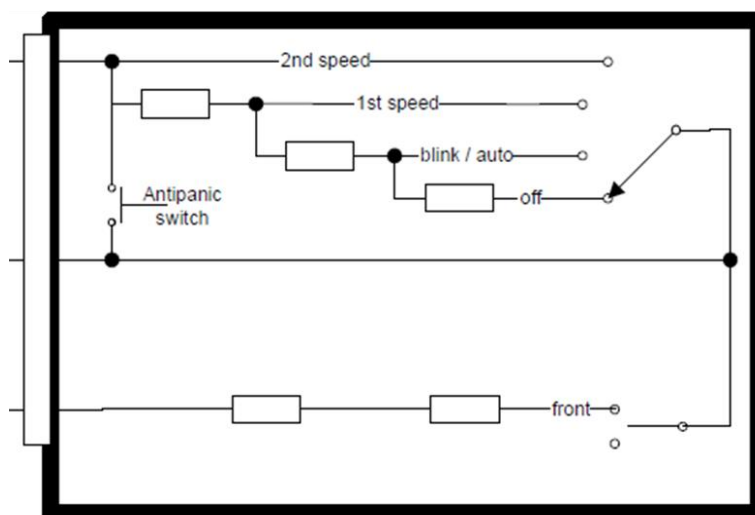 2nd speed
1st speed
blink / auto
Antipanic
switch
off
front